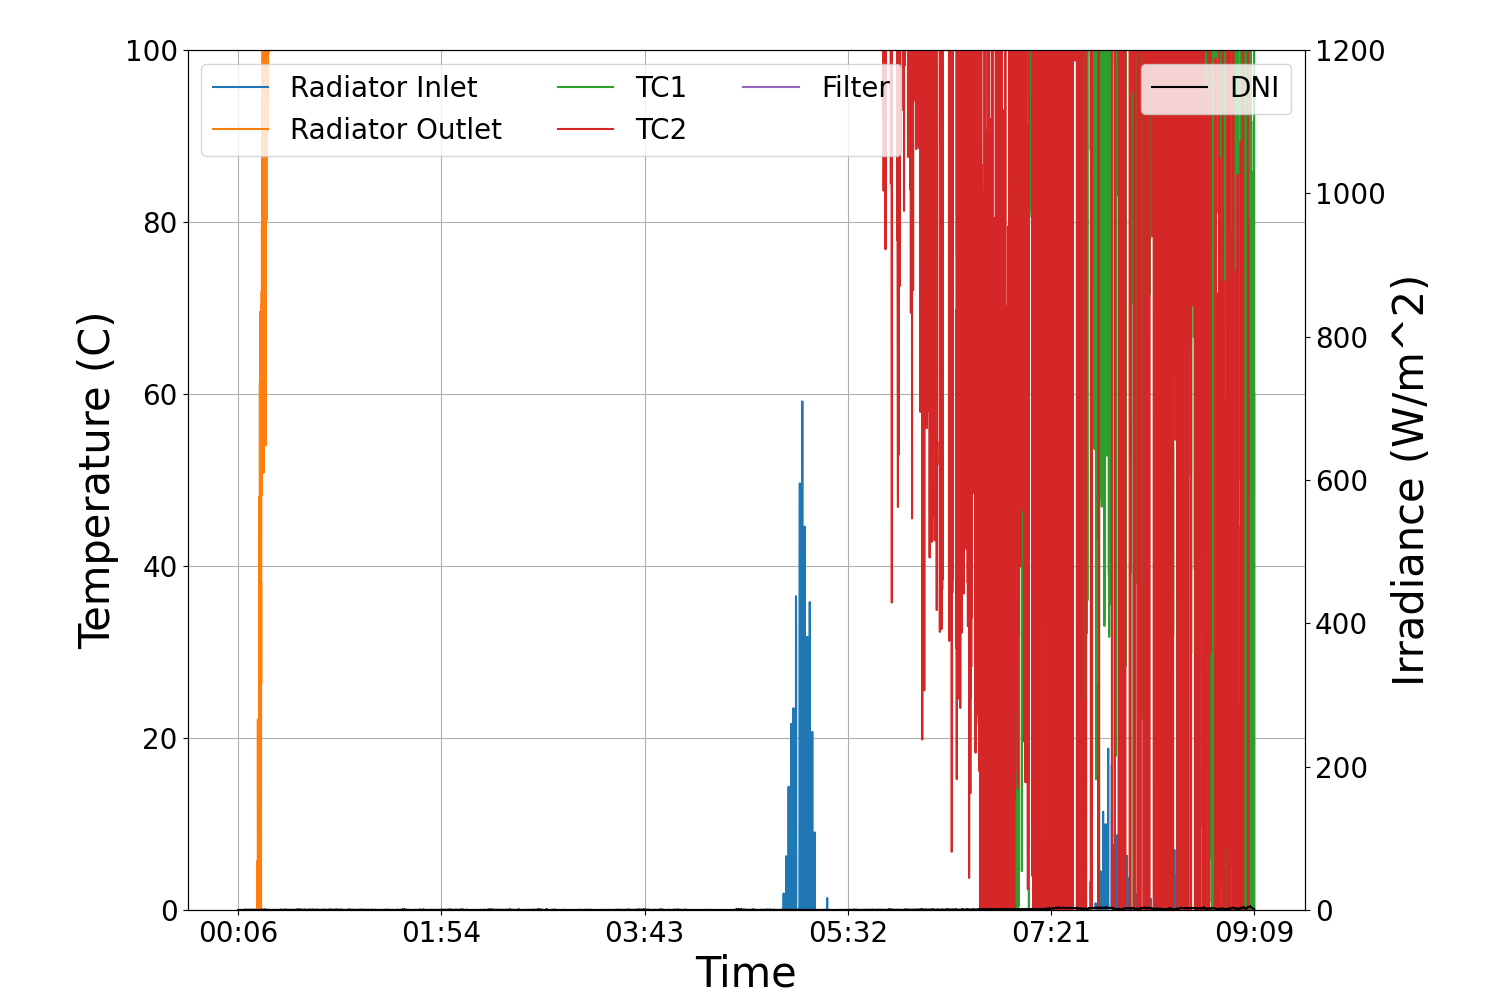 100
80
60
40
20
0
Temperature (C)
Radiator Inlet
Radiator Outlet
TC1
TC2
Filter
DNI
1200
1000
800
600
400
200
0
Irradiance (W/m^2)
00:06 01:54 03:43 05:32 07:21 09:09
Time